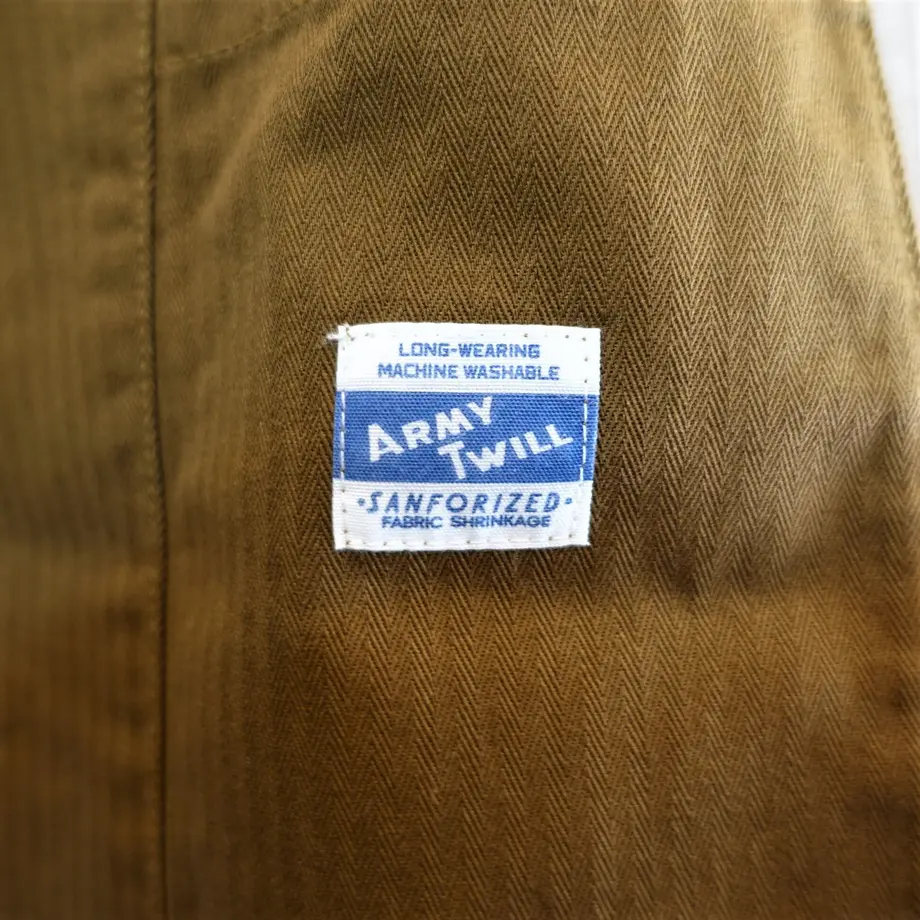 LONG-WEARING
MACHINE WASHABLE
ARMY
TWILL
·SANFORIZED·
FABRIC SHRINKAGE